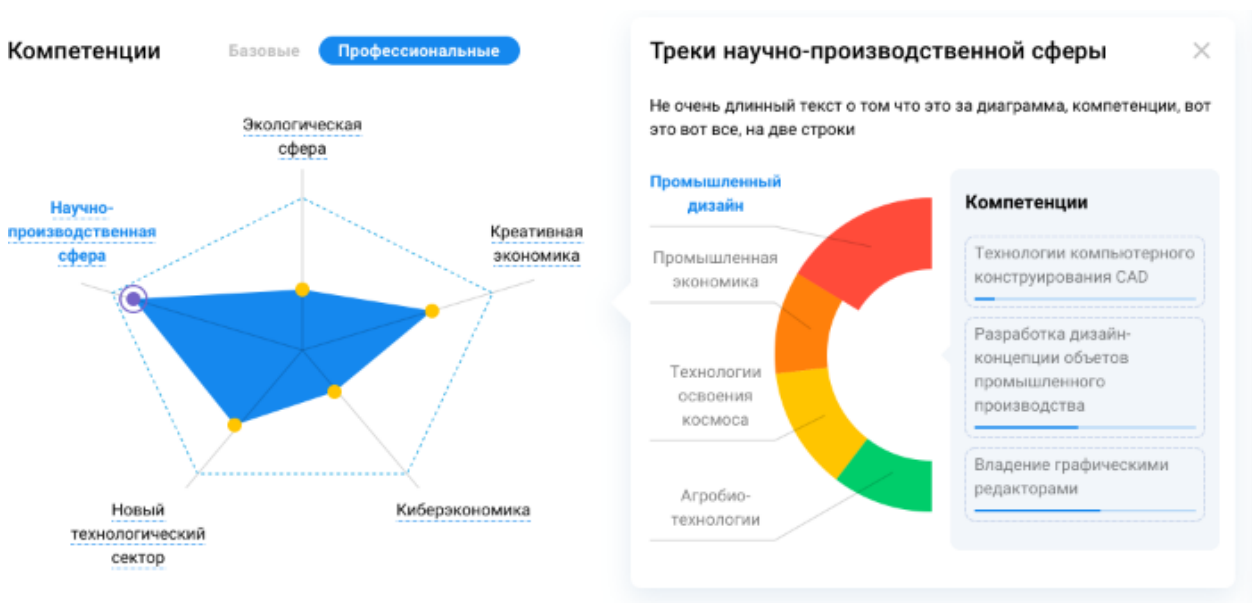 Компетенции
Базовые
Профессиональные
Экологическая
сфера
Научно-
производственная
сфера
Креативная
экономика
Новый
технологический
сектор
Киберэкономика
Треки научно-производственной сферы
Не очень длинный текст о том что это за диаграмма, компетенции, вот
это вот все, на две строки
Промышленный
дизайн
Промышленная
экономика
Технологии
освоения
космоса
Агробио-
технологии
Компетенции
Технологии компьютерного
конструирования CAD
Разработка дизайн-
концепции объетов
промышленного
производства
Владение графическими
редакторами